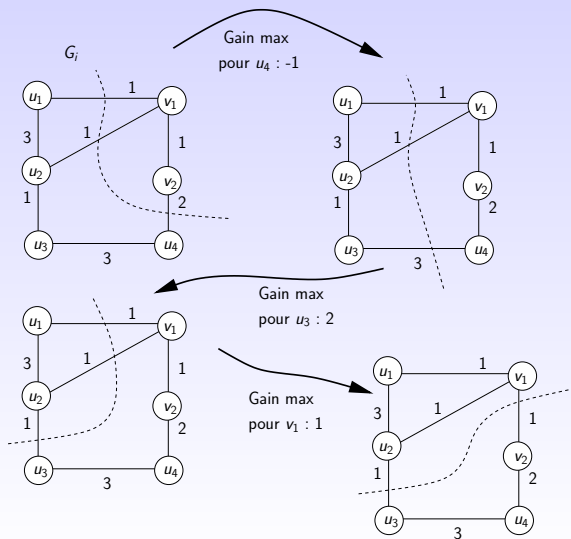 G_i
Gain max
pour u_4 : -1
u_1
1
v_1
3
1
1
u_2
v_2
1
2
u_3
3
u_4
u_1
1
v_1
3
1
1
u_2
v_2
1
2
u_3
3
u_4
Gain max
pour u_3 : 2
u_1
1
v_1
3
1
1
u_2
v_2
1
2
u_3
3
u_4
Gain max
pour v_1 : 1
u_1
1
v_1
3
1
1
u_2
v_2
1
2
u_3
3
u_4